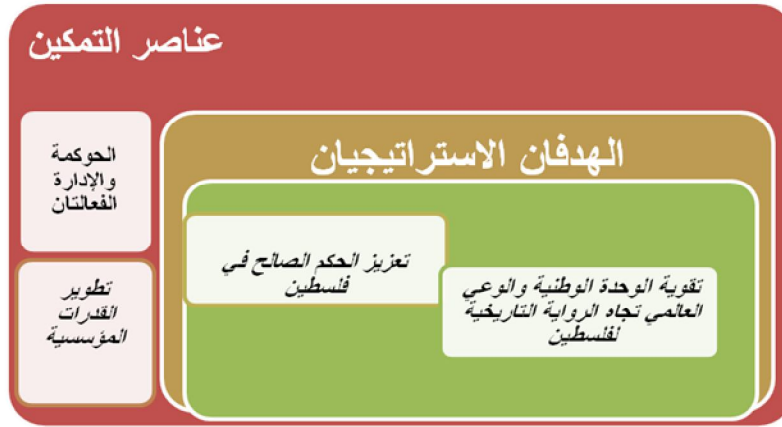 عناصر التمكين
الهدفان الاستراتيجيان
الحوكمة
والإدارة
الفعالتان
تعزيز الحكم الصالح في
فلسطين
تقوية الوحدة الوطنية والوعي
العالمي تجاه الرواية التاريخية
لفلسطين
تطوير
القدرات
المؤسسية